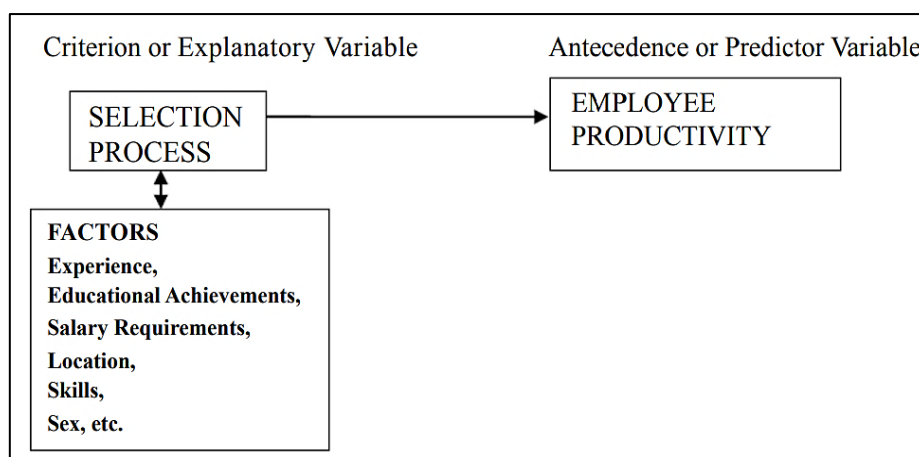 Criterion or Explanatory Variable
Antecedence or Predictor Variable
SELECTION
PROCESS
EMPLOYEE
PRODUCTIVITY
FACTORS
Experience,
Educational Achievements,
Salary Requirements,
Location,
Skills,
Sex, etc.